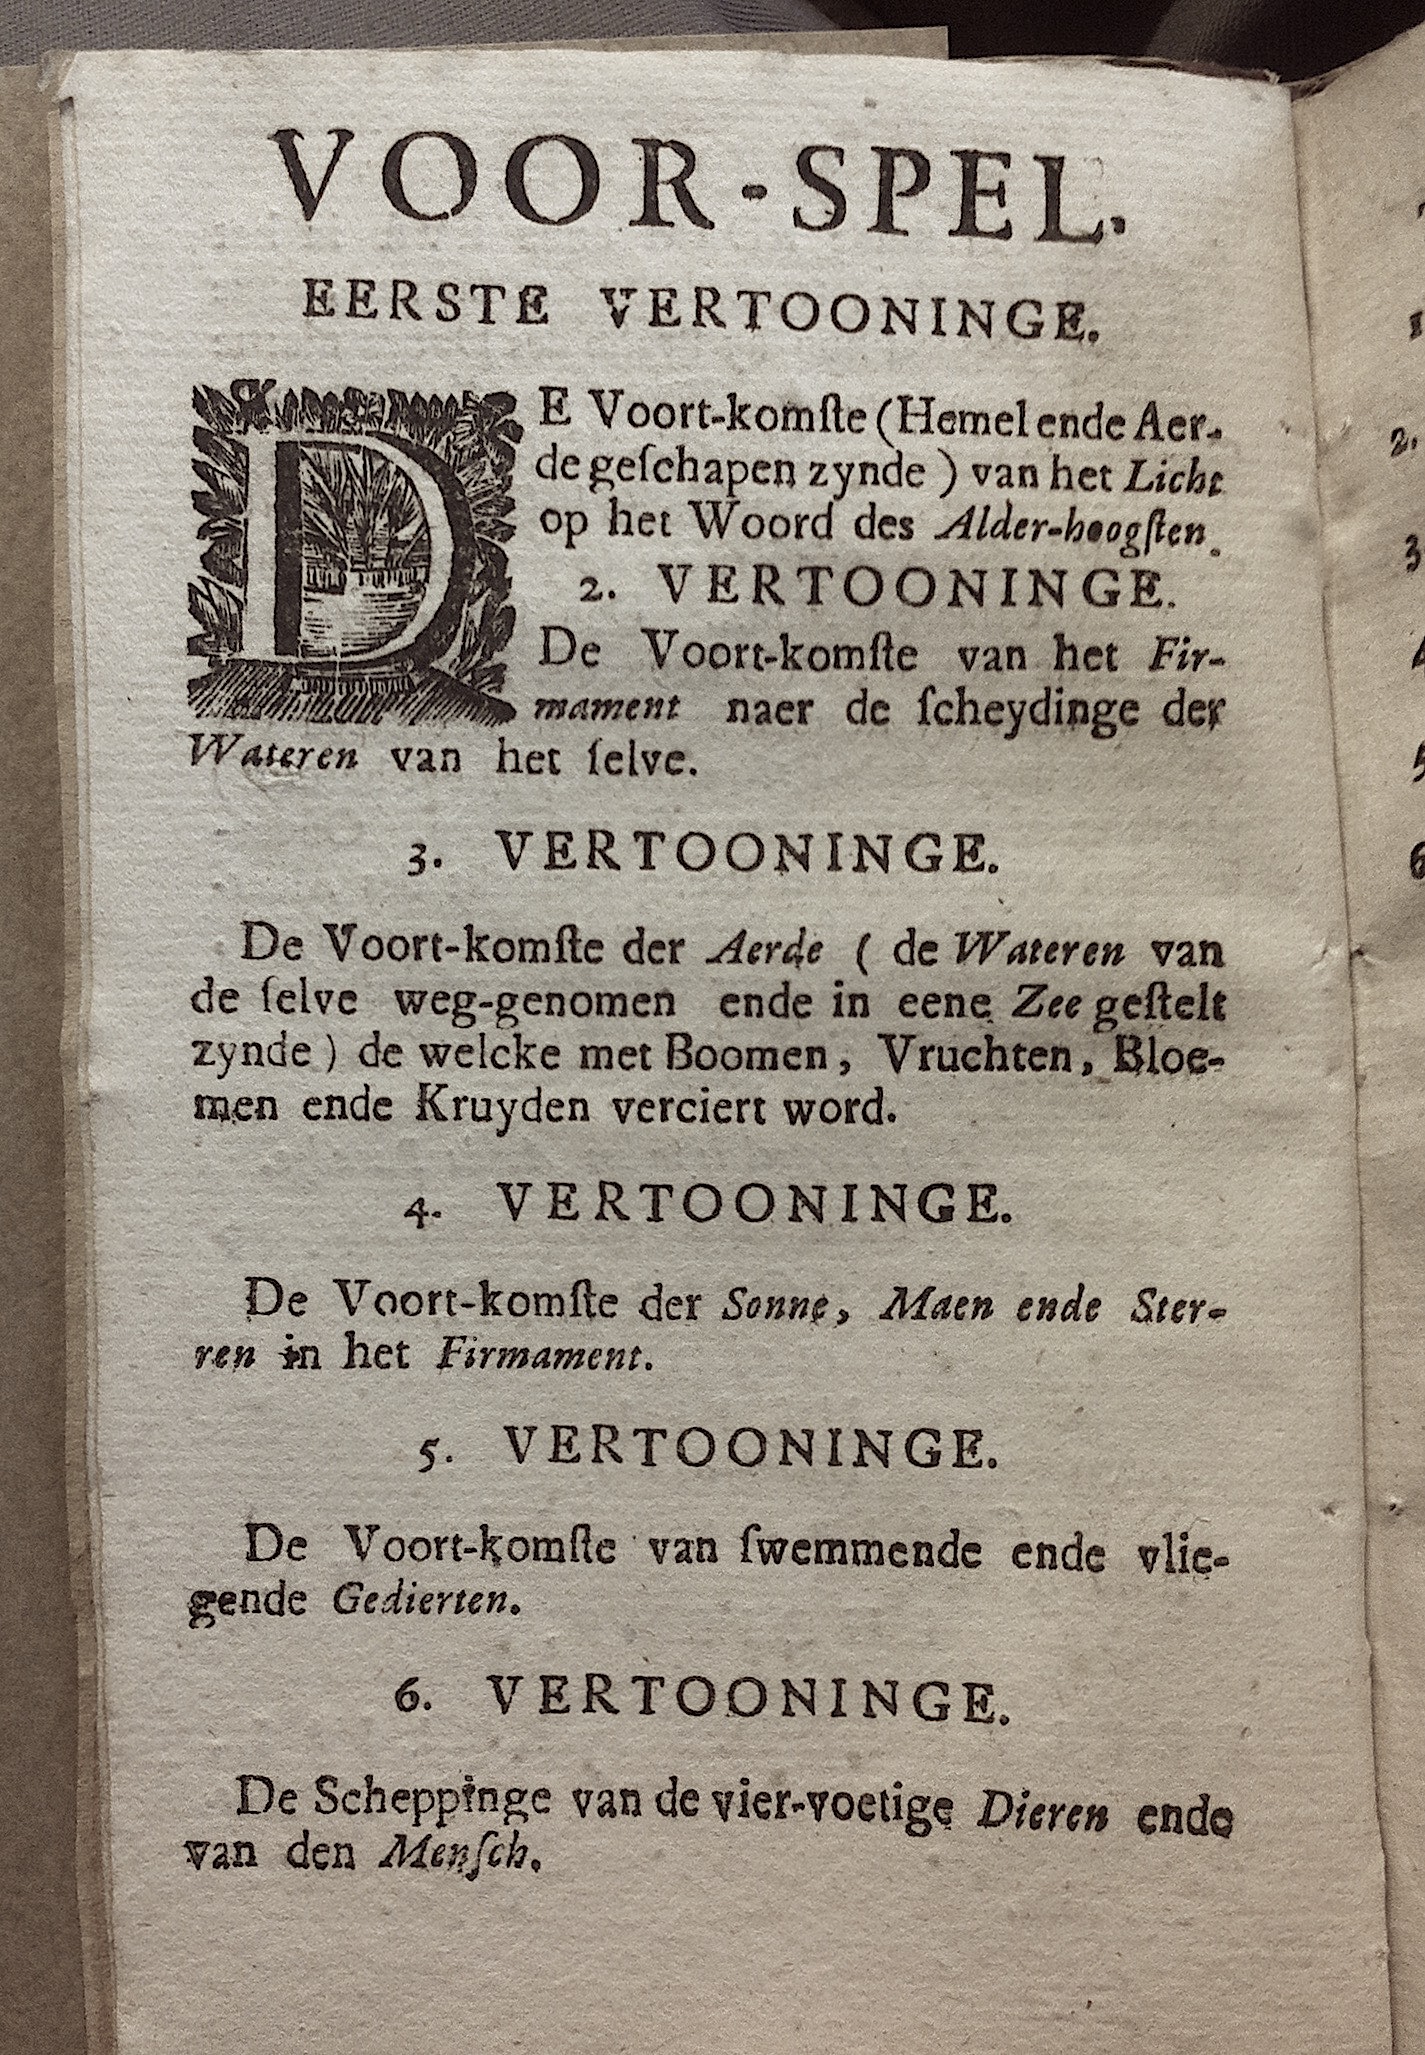 VOOR-SPEL.
EERSTE VERTOONINGE.
DE Voort-komſte (Hemel ende Aer-
de geſchapen zynde) van het Licht
op het Woord des Alder-hoogſten.
2. VERTOONINGE.
De Voort-komſte van het Fir-
mament naer de ſcheydinge der
Wateren van het ſelve.
3. VERTOONINGE.
De Voort-komſte der Aerde ( de Wateren van
de ſelve weg-genomen ende in eene Zee geſtelt
zynde) de welcke met Boomen, Vruchten, Bloe-
men ende Kruyden verciert word.
4. VERTOONINGE.
De Voort-komſte der Sonne, Maen ende Ster-
ren in het Firmament.
5. VERTOONINGE.
De Voort-komſte van ſwemmende ende vlie-
gende Gedierten.
6. VERTOONINGE.
De Scheppinge van de vier-voetige Dieren ende
van den Menſch.
2.
3
5
6